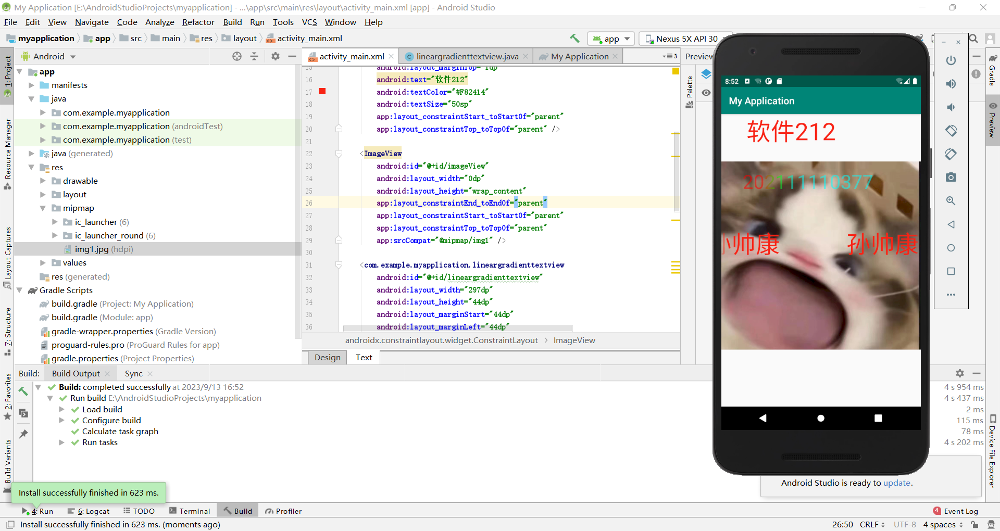 My Application [E:\AndroidStudioProjects\myapplication] - ...\app\src\main\res\layout\activity_main.xml [app] - Android Studio
File Edit View Navigate Code Analyze Refactor Build Run Tools VCS Window Help
myapplication app src main res layout activity_main.xml
app Nexus 5X API 30
Android
activity_main.xml lineargradienttextview.java My Application 3 Preview
1: Project
Resource Manager
Layout Captures
7: Structure
2: Favorites
Build Variants
app
manifests
java
com.example.myapplication
com.example.myapplication (androidTest)
com.example.myapplication (test)
java (generated)
res
drawable
layout
mipmap
ic_launcher (6)
ic_launcher_round (6)
img1.jpg (hdpi)
values
res (generated)
Gradle Scripts
build.gradle (Project: My Application)
build.gradle (Module: app)
gradle-wrapper.properties (Gradle Version)
proguard-rules.pro (ProGuard Rules for app)
gradle.properties (Project Properties)
15 android:layout_marginTop="1dp"
16 android:text="软件212"
17 android:textColor="#F82414"
18 android:textSize="50sp"
19 app:layout_constraintStart_toStartOf="parent"
20 app:layout_constraintTop_toTopOf="parent" />
21
22 <ImageView
23 android:id="@+id/imageView"
24 android:layout_width="0dp"
25 android:layout_height="wrap_content"
26 app:layout_constraintEnd_toEndOf="parent"
27 app:layout_constraintStart_toStartOf="parent"
28 app:layout_constraintTop_toTopOf="parent"
29 app:srcCompat="@mipmap/img1" />
30
31 <com.example.myapplication.lineargradienttextview
32 android:id="@+id/lineargradienttextview"
33 android:layout_width="297dp"
34 android:layout_height="44dp"
35 android:layout_marginStart="44dp"
36 android:layout_marginLeft="44dp"
androidx.constraintlayout.widget.ConstraintLayout › ImageView
Design Text
Palette
8:52
My Application
软件212
202111110377
孙帅康 孙帅康
Gradle
Preview
Device File Explorer
Build: Build Output Sync
Build: completed successfully at 2023/9/13 16:52 4 s 954 ms
Run build E:\AndroidStudioProjects\myapplication 4 s 437 ms
Load build 2 ms
Configure build 115 ms
Calculate task graph 78 ms
Run tasks 4 s 202 ms
Android Studio is ready to update.
Install successfully finished in 623 ms.
4: Run 6: Logcat TODO Terminal Build Profiler 4 Event Log
Install successfully finished in 623 ms. (moments ago) 26:50 CRLF UTF-8 4 spaces